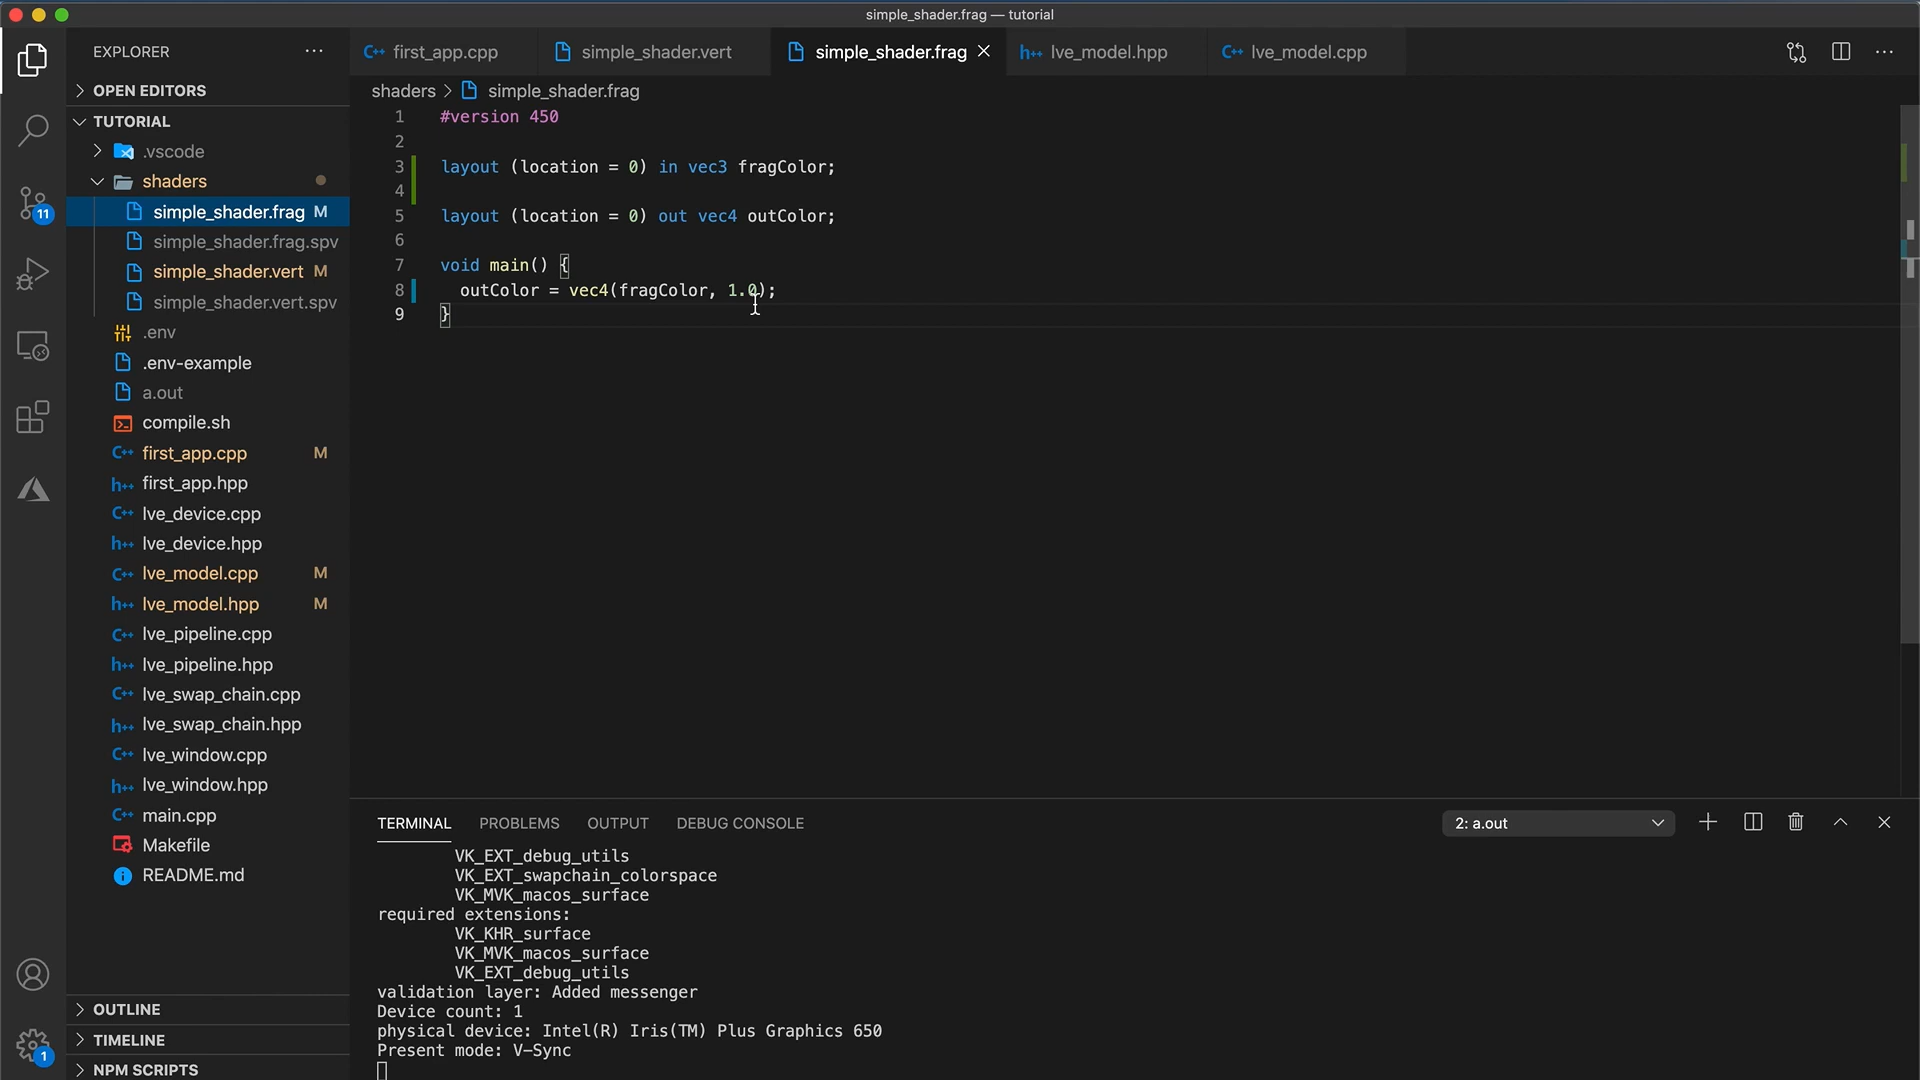 simple_shader.frag — tutorial
EXPLORER
OPEN EDITORS
TUTORIAL
.vscode
shaders
simple_shader.frag M
simple_shader.frag.spv
simple_shader.vert M
simple_shader.vert.spv
.env
.env-example
a.out
compile.sh
first_app.cpp M
first_app.hpp
lve_device.cpp
lve_device.hpp
lve_model.cpp M
lve_model.hpp M
lve_pipeline.cpp
lve_pipeline.hpp
lve_swap_chain.cpp
lve_swap_chain.hpp
lve_window.cpp
lve_window.hpp
main.cpp
Makefile
README.md
OUTLINE
TIMELINE
NPM SCRIPTS
11
1
first_app.cpp simple_shader.vert simple_shader.frag lve_model.hpp lve_model.cpp
shaders > simple_shader.frag
1 #version 450
2
3 layout (location = 0) in vec3 fragColor;
4
5 layout (location = 0) out vec4 outColor;
6
7 void main() {
8 outColor = vec4(fragColor, 1.0);
9 }
TERMINAL PROBLEMS OUTPUT DEBUG CONSOLE 2: a.out
VK_EXT_debug_utils
VK_EXT_swapchain_colorspace
VK_MVK_macos_surface
required extensions:
VK_KHR_surface
VK_MVK_macos_surface
VK_EXT_debug_utils
validation layer: Added messenger
Device count: 1
physical device: Intel(R) Iris(TM) Plus Graphics 650
Present mode: V-Sync